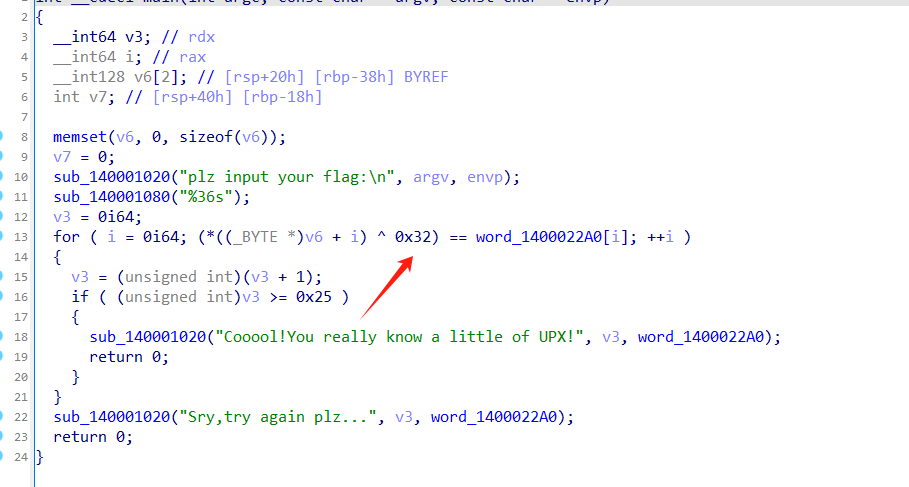 int __cdecl main(int argc, const char **argv, const char **envp)
2 {
3 __int64 v3; // rdx
4 __int64 i; // rax
5 __int128 v6[2]; // [rsp+20h] [rbp-38h] BYREF
6 int v7; // [rsp+40h] [rbp-18h]
7
8 memset(v6, 0, sizeof(v6));
9 v7 = 0;
10 sub_140001020("plz input your flag:\n", argv, envp);
11 sub_140001080("%36s");
12 v3 = 0i64;
13 for ( i = 0i64; (*((_BYTE *)v6 + i) ^ 0x32) == word_1400022A0[i]; ++i )
14 {
15 v3 = (unsigned int)(v3 + 1);
16 if ( (unsigned int)v3 >= 0x25 )
17 {
18 sub_140001020("Cooool!You really know a little of UPX!", v3, word_1400022A0);
19 return 0;
20 }
21 }
22 sub_140001020("Sry,try again plz...", v3, word_1400022A0);
23 return 0;
24 }